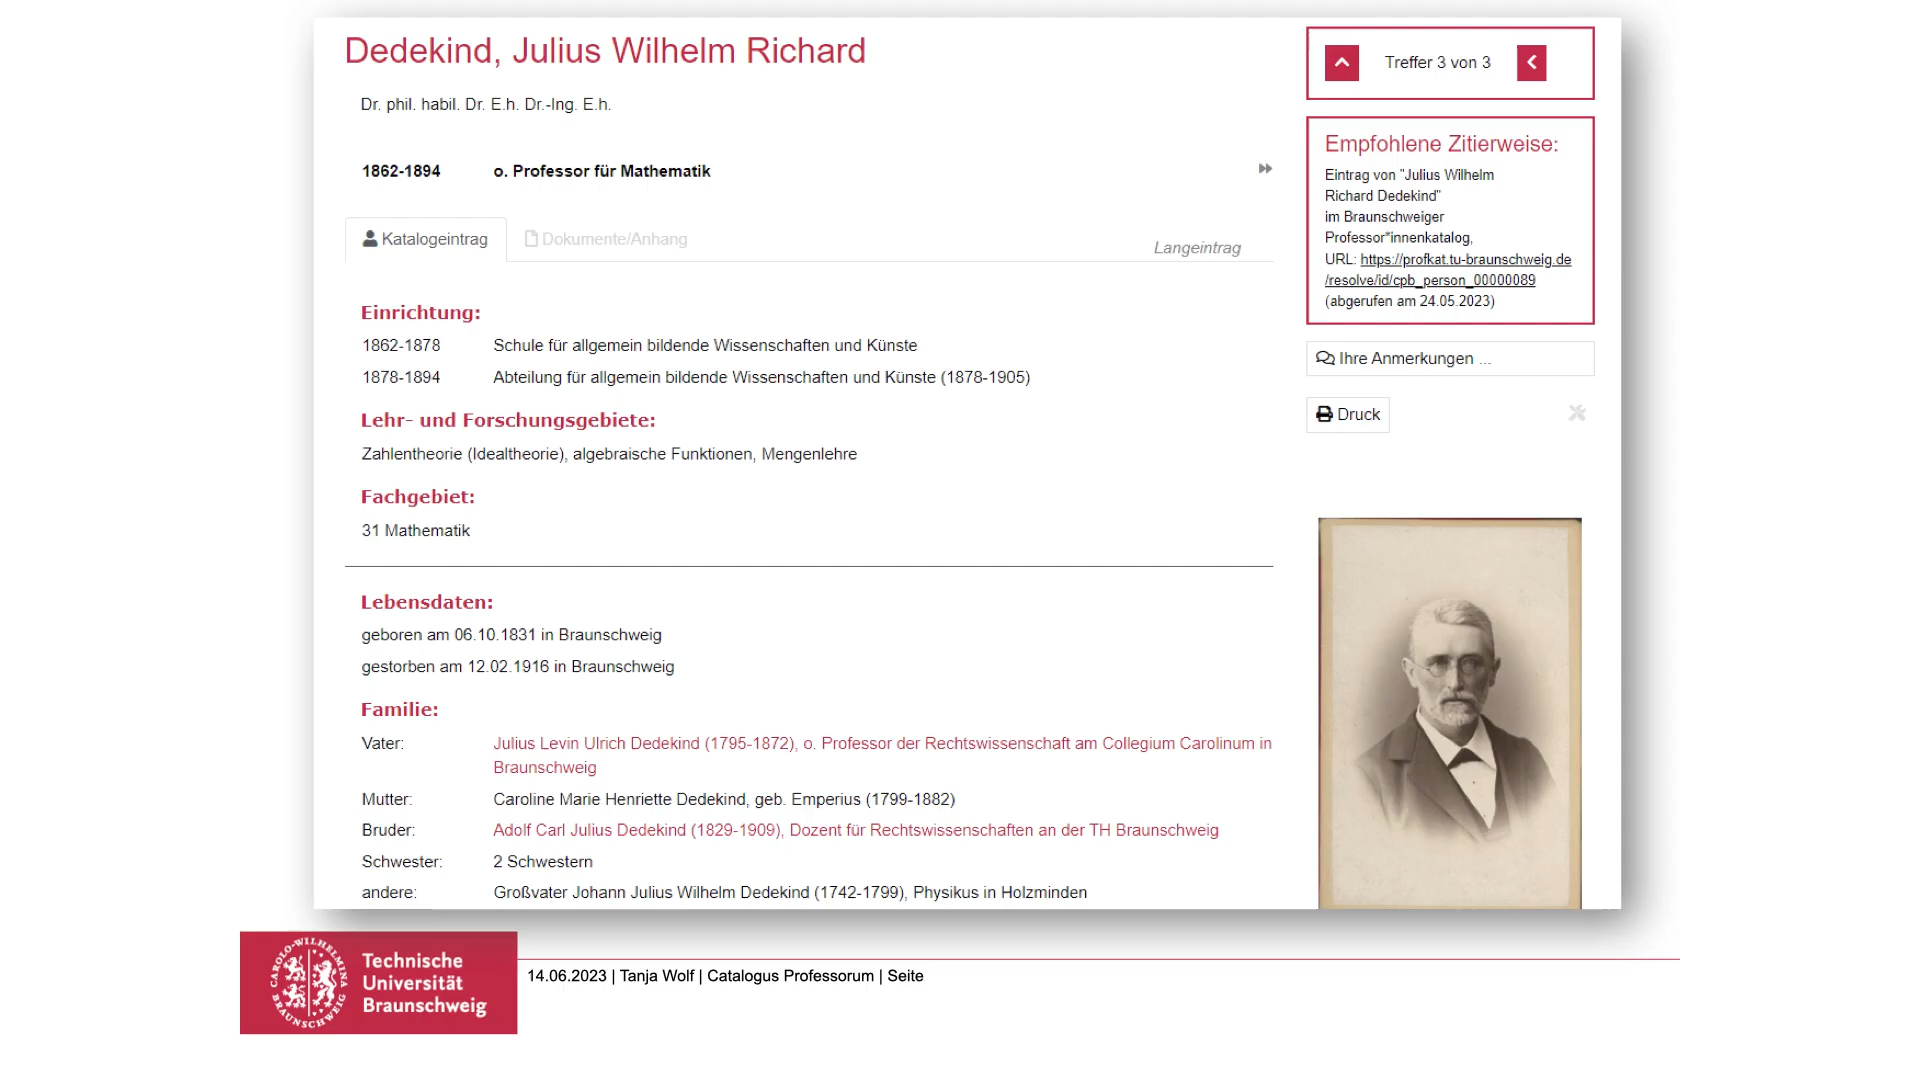 Dedekind, Julius Wilhelm Richard
Dr. phil. habil. Dr. E.h. Dr.-Ing. E.h.
1862-1894 o. Professor für Mathematik
Katalogeintrag Dokumente/Anhang Langeintrag
Einrichtung:
1862-1878 Schule für allgemein bildende Wissenschaften und Künste
1878-1894 Abteilung für allgemein bildende Wissenschaften und Künste (1878-1905)
Lehr- und Forschungsgebiete:
Zahlentheorie (Idealtheorie), algebraische Funktionen, Mengenlehre
Fachgebiet:
31 Mathematik
Lebensdaten:
geboren am 06.10.1831 in Braunschweig
gestorben am 12.02.1916 in Braunschweig
Familie:
Vater: Julius Levin Ulrich Dedekind (1795-1872), o. Professor der Rechtswissenschaft am Collegium Carolinum in
Braunschweig
Mutter: Caroline Marie Henriette Dedekind, geb. Emperius (1799-1882)
Bruder: Adolf Carl Julius Dedekind (1829-1909), Dozent für Rechtswissenschaften an der TH Braunschweig
Schwester: 2 Schwestern
andere: Großvater Johann Julius Wilhelm Dedekind (1742-1799), Physikus in Holzminden
Treffer 3 von 3
Empfohlene Zitierweise:
Eintrag von "Julius Wilhelm
Richard Dedekind"
im Braunschweiger
Professor*innenkatalog,
URL: https://profkat.tu-braunschweig.de
/resolve/id/cpb_person_00000089
(abgerufen am 24.05.2023)
Ihre Anmerkungen ...
Druck
CAROLO-WILHELMINA
BRAUNSCHWEIG
Technische
Universität
Braunschweig
14.06.2023 | Tanja Wolf | Catalogus Professorum | Seite